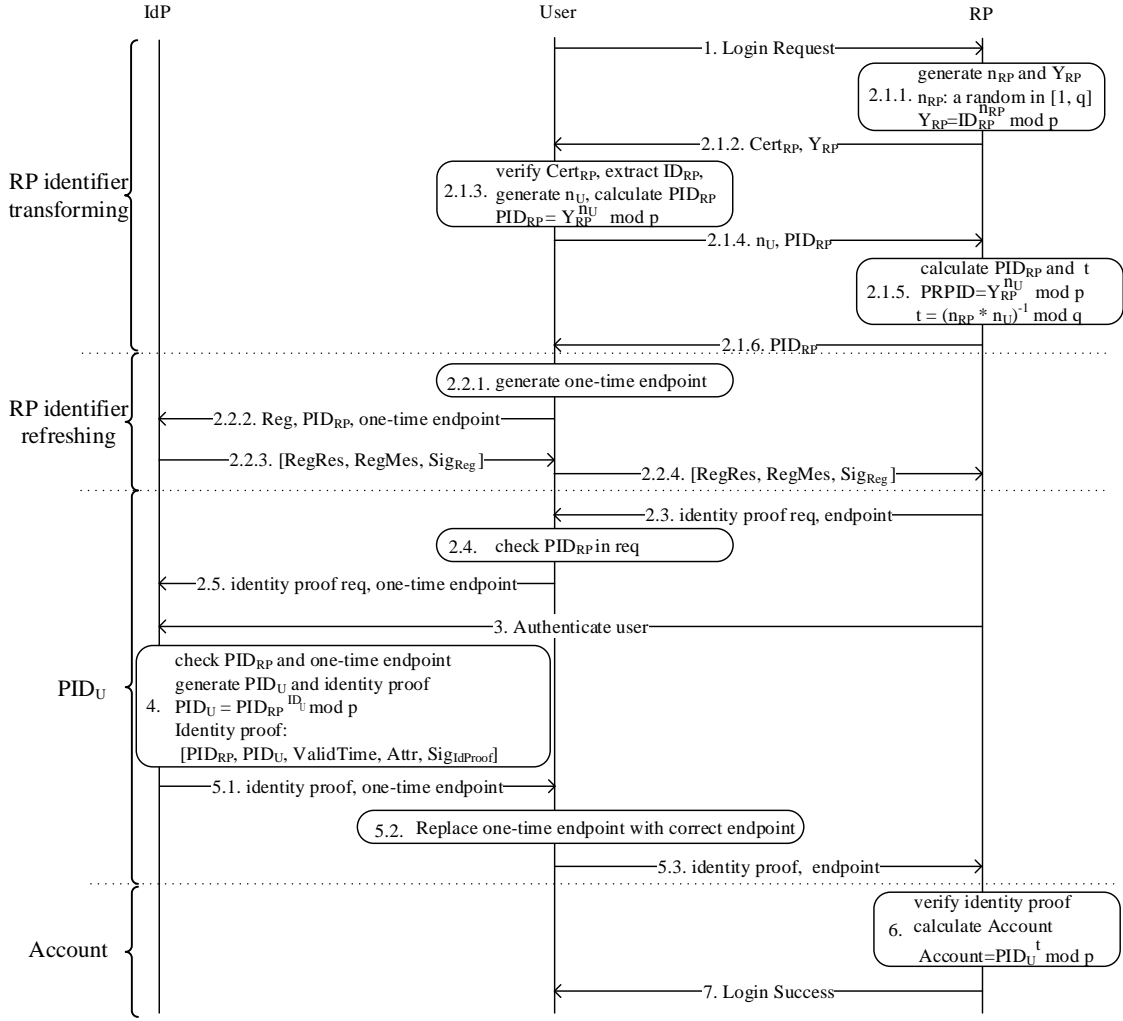 IdP User RP
1. Login Request
generate nRP and YRP
2.1.1. nRP: a random in [1, q]
YRP=IDRP^nRP mod p
2.1.2. CertRP, YRP
RP identifier
transforming
verify CertRP, extract IDRP,
2.1.3. generate nU, calculate PIDRP
PIDRP= YRP^nU mod p
2.1.4. nU, PIDRP
calculate PIDRP and t
2.1.5. PRPID=YRP^nU mod p
t = (nRP * nU)^-1 mod q
2.1.6. PIDRP
RP identifier
refreshing
2.2.1. generate one-time endpoint
2.2.2. Reg, PIDRP, one-time endpoint
2.2.3. [RegRes, RegMes, SigReg]
2.2.4. [RegRes, RegMes, SigReg]
2.3. identity proof req, endpoint
2.4. check PIDRP in req
2.5. identity proof req, one-time endpoint
3. Authenticate user
PIDU
check PIDRP and one-time endpoint
generate PIDU and identity proof
4. PIDU = PIDRP^IDU mod p
Identity proof:
[PIDRP, PIDU, ValidTime, Attr, SigIdProof]
5.1. identity proof, one-time endpoint
5.2. Replace one-time endpoint with correct endpoint
5.3. identity proof, endpoint
Account
verify identity proof
6. calculate Account
Account=PIDU^t mod p
7. Login Success